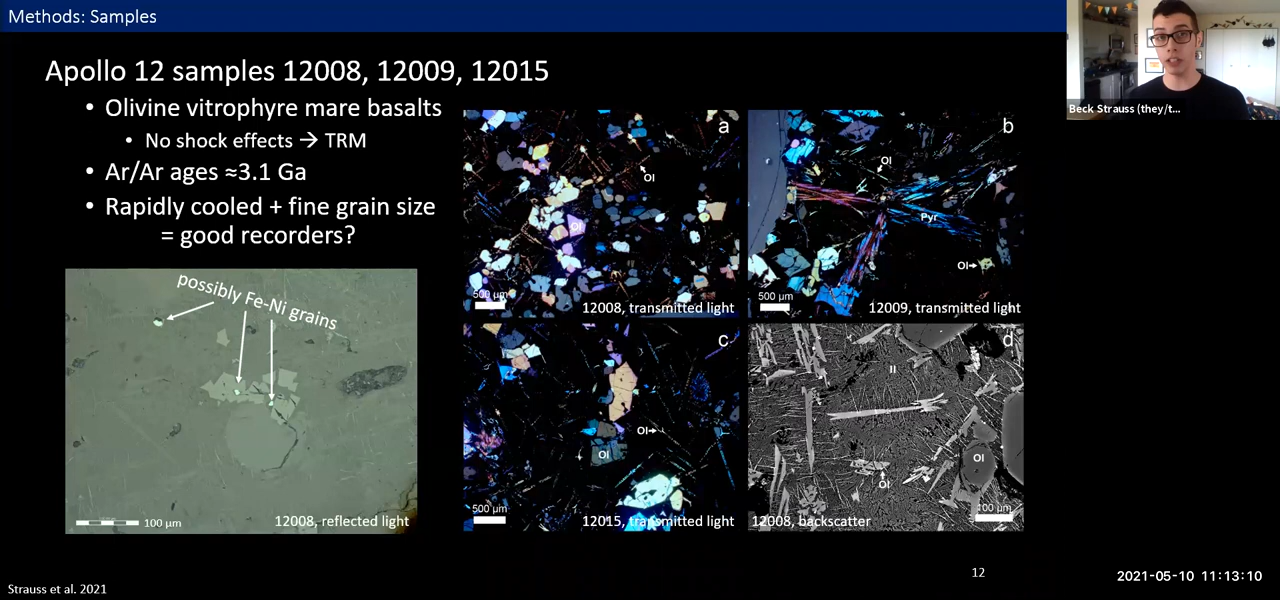 Methods: Samples
Apollo 12 samples 12008, 12009, 12015
• Olivine vitrophyre mare basalts
• No shock effects → TRM
• Ar/Ar ages ≈3.1 Ga
• Rapidly cooled + fine grain size
= good recorders?
possibly Fe-Ni grains
100 µm
12008, reflected light
a
Ol
Ol
500 µm
12008, transmitted light
b
Ol
Pyr
Ol
500 µm
12009, transmitted light
c
Ol
Ol
500 µm
12015, transmitted light
d
Il
Ol
Ol
100 µm
12008, backscatter
Beck Strauss (they/t...
12
2021-05-10 11:13:10
Strauss et al. 2021